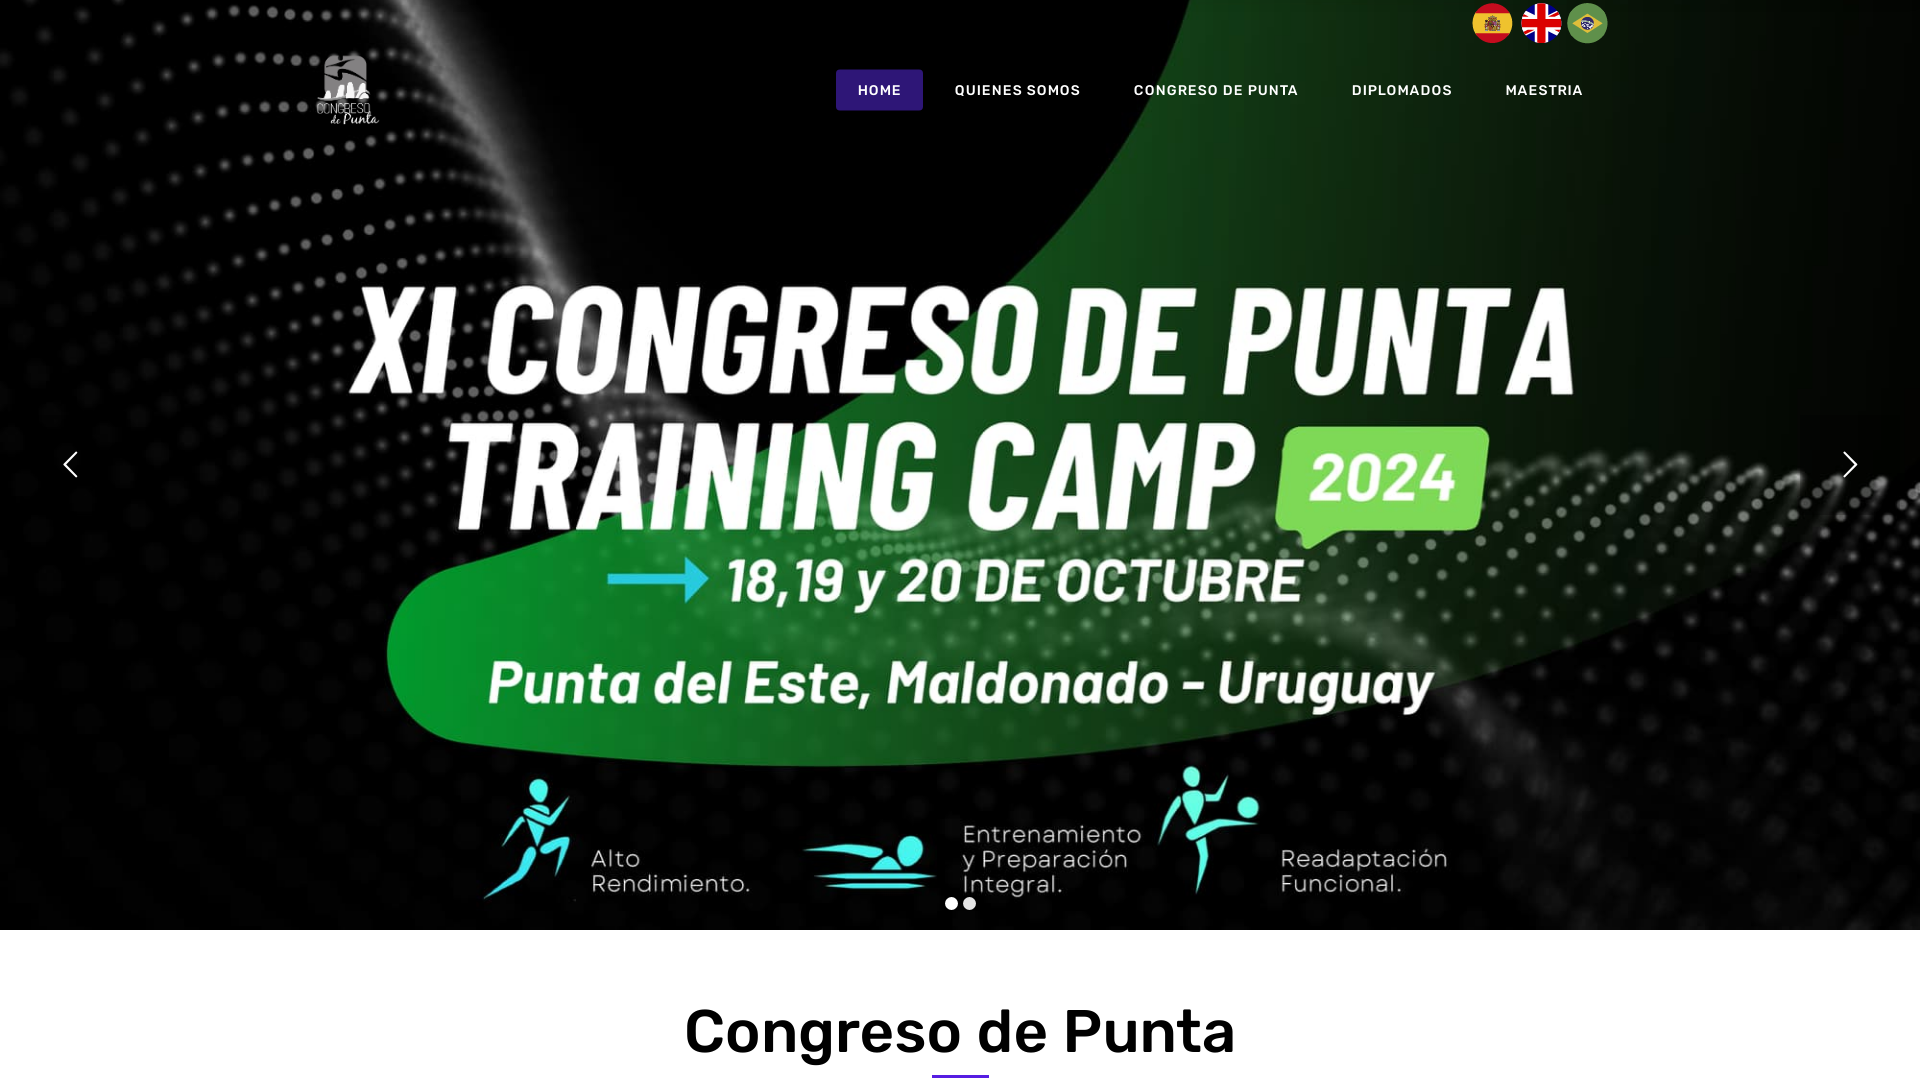 CONGRESO
de Punta
HOME
QUIENES SOMOS
CONGRESO DE PUNTA
DIPLOMADOS
MAESTRIA
XI CONGRESO DE PUNTA
TRAINING CAMP 2024
18,19 y 20 DE OCTUBRE
Punta del Este, Maldonado - Uruguay
Alto
Rendimiento.
Entrenamiento
y Preparación
Integral.
Readaptación
Funcional.
Congreso de Punta